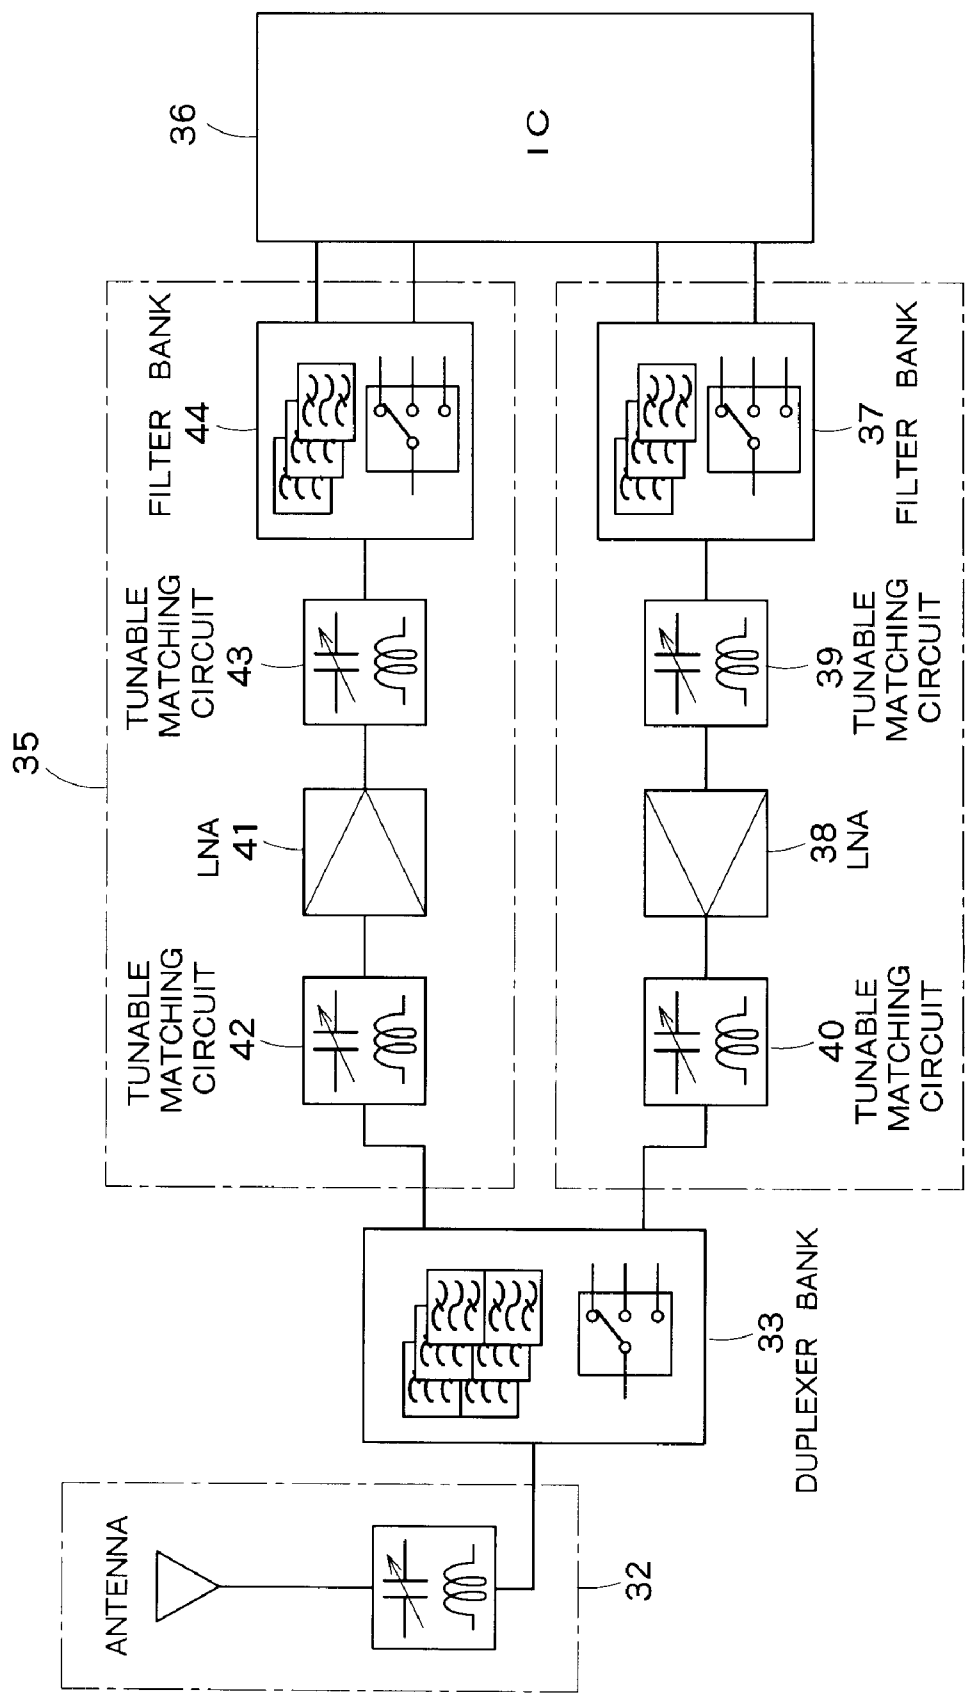 35
36
IC
FILTER BANK
44
TUNABLE
MATCHING
CIRCUIT
43
LNA
41
TUNABLE
MATCHING
CIRCUIT
42
37
FILTER BANK
39
TUNABLE
MATCHING
CIRCUIT
38
LNA
40
TUNABLE
MATCHING
CIRCUIT
33
DUPLEXER BANK
ANTENNA
32